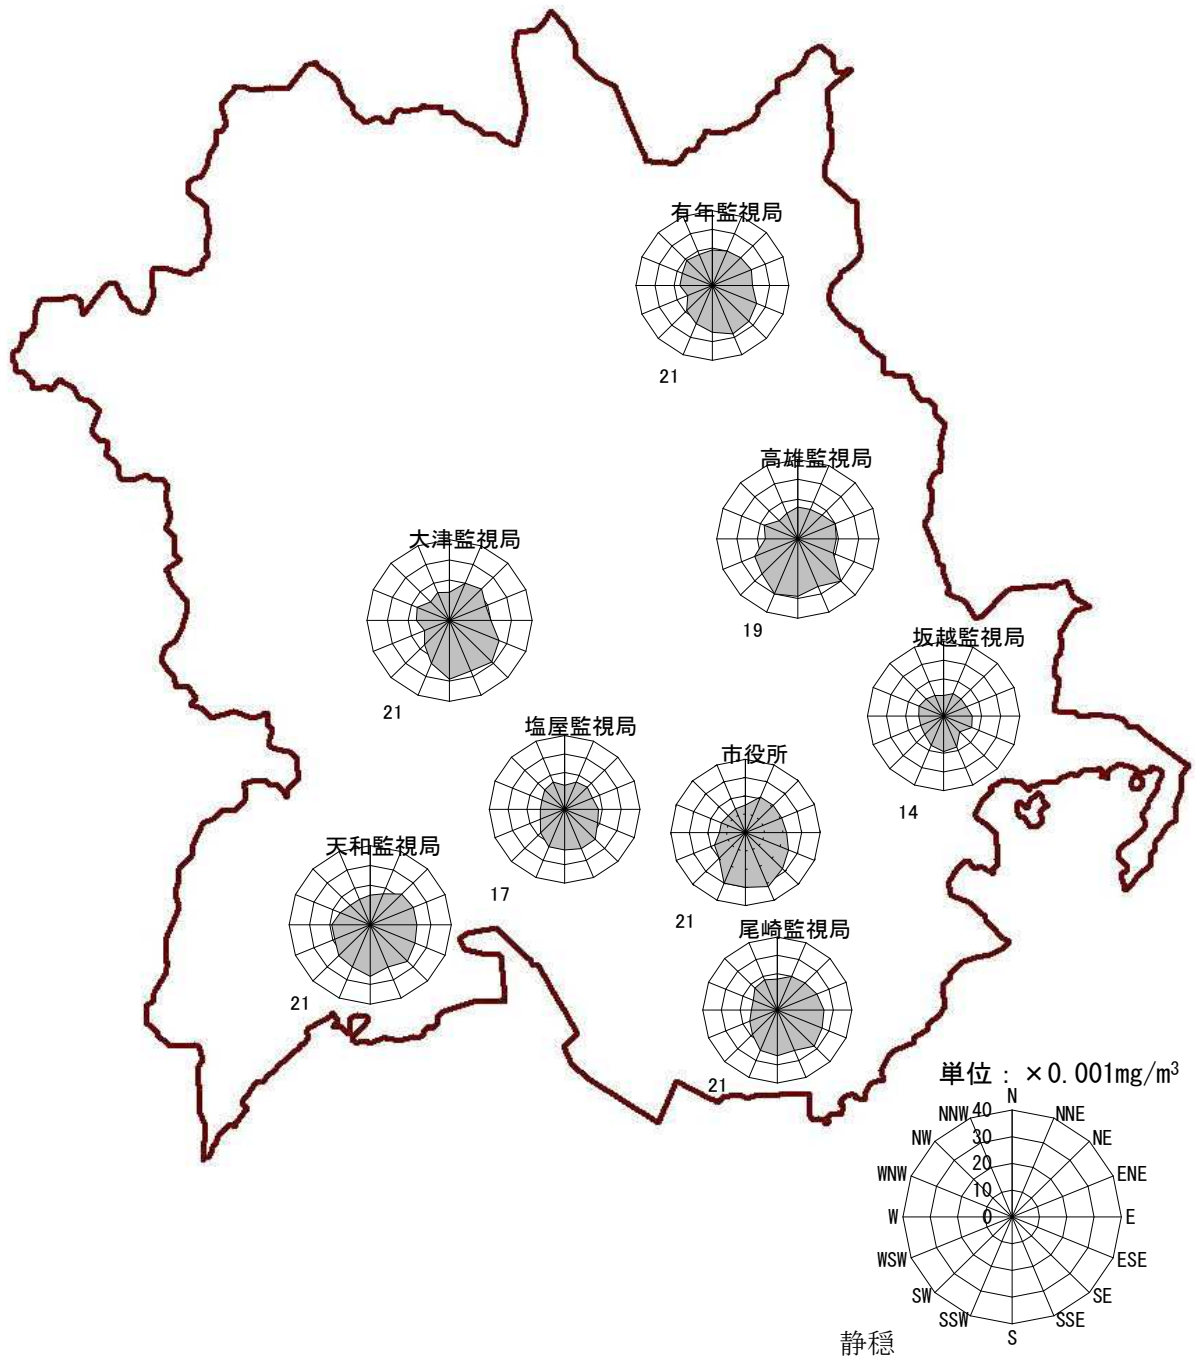 有年監視局
21
高雄監視局
19
大津監視局
21
坂越監視局
14
塩屋監視局
17
市役所
21
天和監視局
21
尾崎監視局
21
単位：×0.001mg/m³
N
NNW 40 NNE
NW 30 NE
WNW 20 ENE
10
W 0 E
WSW ESE
SW SE
SSW SSE
S
静穏